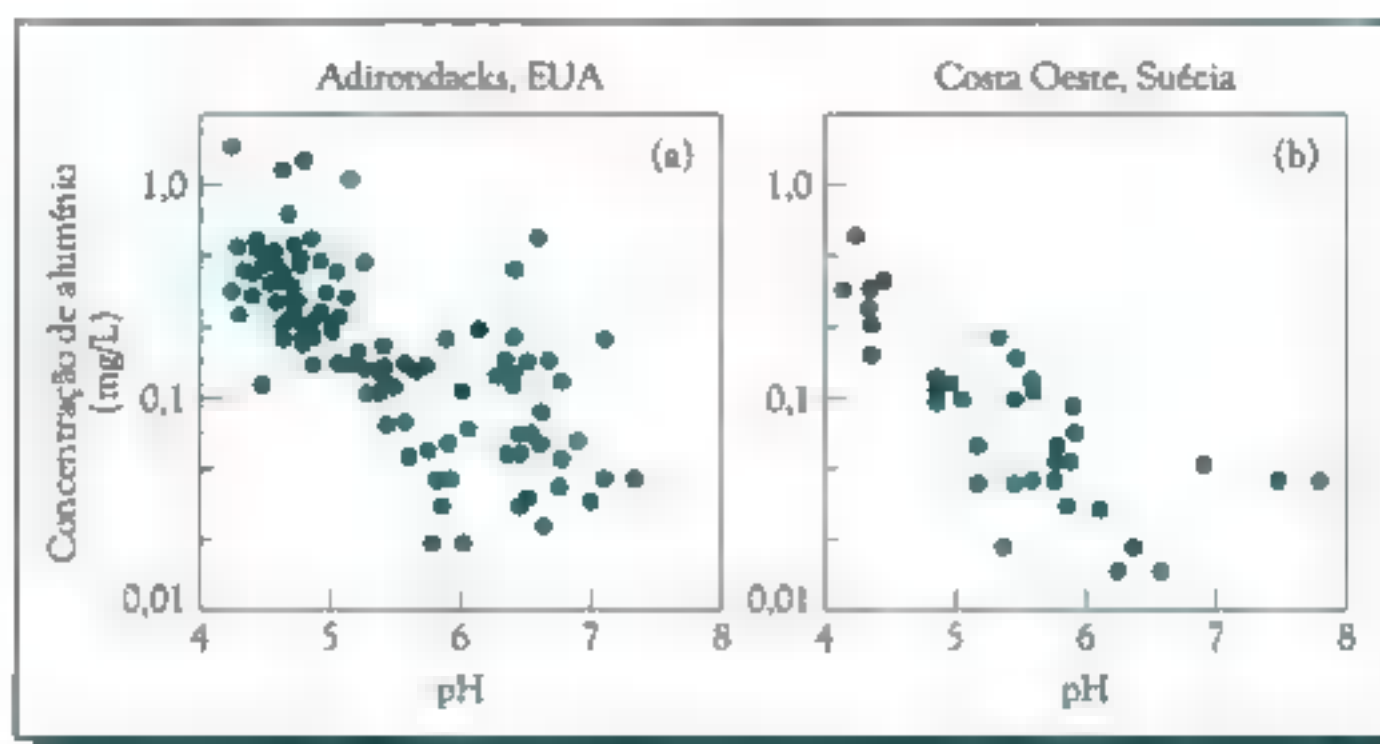 Adirondacks, EUA
Costa Oeste, Suécia
(a)
(b)
Concentração de alumínio
(mg/L)
1,0
0,1
0,01
1,0
0,1
0,01
4 5 6 7 8
4 5 6 7 8
pH
pH